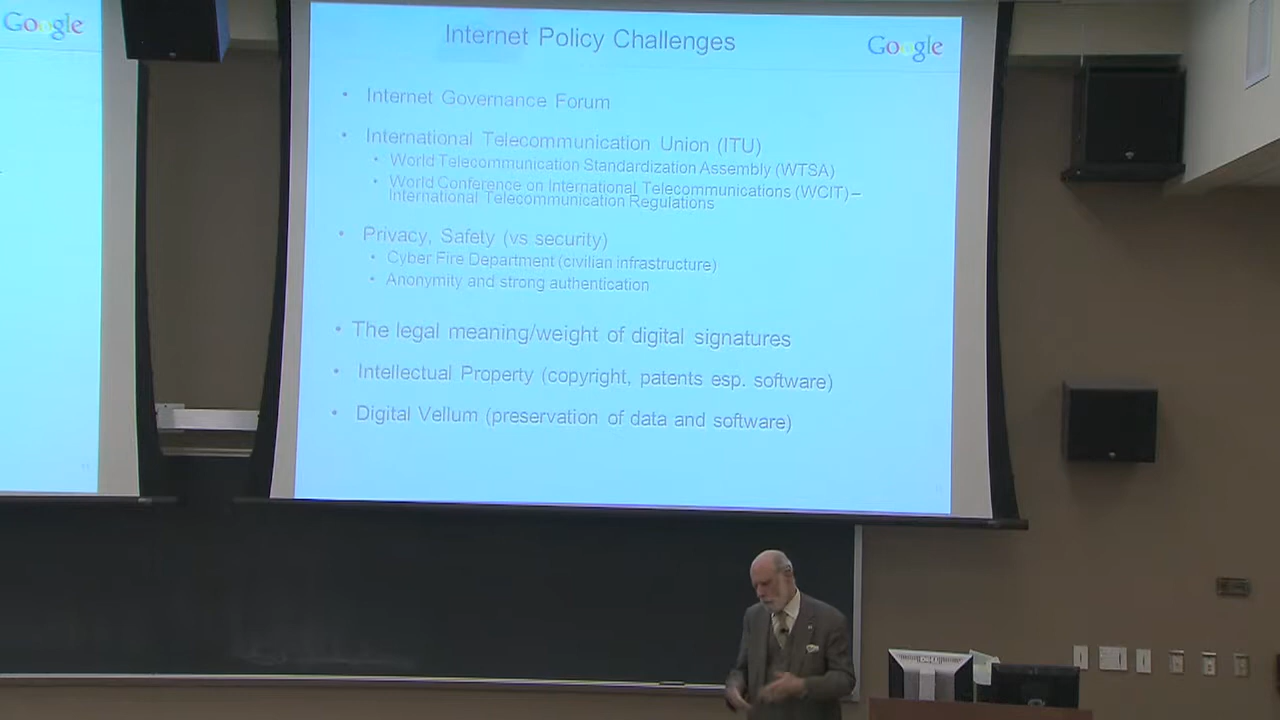 Google
Internet Policy Challenges
Google
• Internet Governance Forum
• International Telecommunication Union (ITU)
• World Telecommunication Standardization Assembly (WTSA)
• World Conference on International Telecommunications (WCIT) –
International Telecommunication Regulations
• Privacy, Safety (vs security)
• Cyber Fire Department (civilian infrastructure)
• Anonymity and strong authentication
• The legal meaning/weight of digital signatures
• Intellectual Property (copyright, patents esp. software)
• Digital Vellum (preservation of data and software)